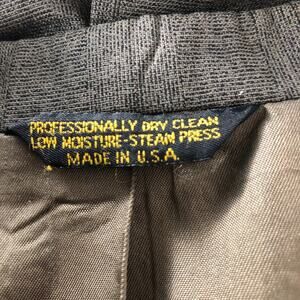 PROFESSIONALLY DRY CLEAN
LOW MOISTURE-STEAM PRESS
MADE IN U.S.A.